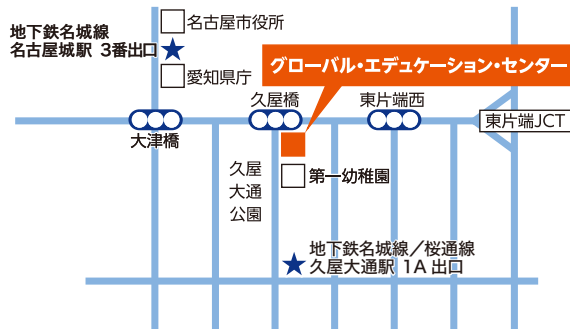 地下鉄名城線
名古屋城駅 3番出口
名古屋市役所
愛知県庁
グローバル・エデュケーション・センター
久屋橋
東片端西
大津橋
東片端JCT
久屋
大通
公園
第一幼稚園
地下鉄名城線／桜通線
久屋大通駅 1A 出口